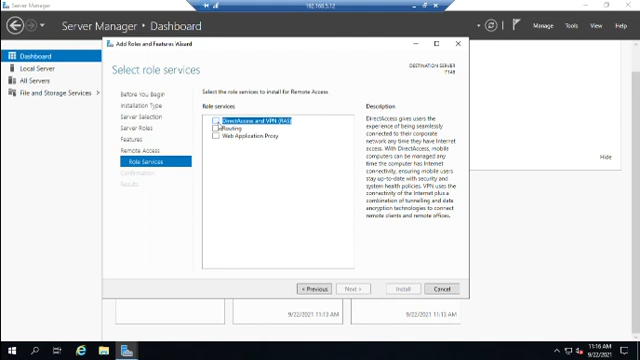 Server Manager
192.168.5.12
Server Manager ▸ Dashboard
Manage Tools View Help
Dashboard
Local Server
All Servers
File and Storage Services
Add Roles and Features Wizard
Select role services
DESTINATION SERVER
Before You Begin
Installation Type
Server Selection
Server Roles
Features
Remote Access
Role Services
Confirmation
Results
Select the role services to install for Remote Access
Role services
DirectAccess and VPN (RAS)
Routing
Web Application Proxy
Description
DirectAccess gives users the
experience of being seamlessly
connected to their corporate
network any time they have Internet
access. With DirectAccess, mobile
computers can be managed any
time the computer has Internet
connectivity, ensuring mobile users
stay up-to-date with security and
system health policies. VPN uses the
connectivity of the Internet plus a
combination of tunnelling and data
encryption technologies to connect
remote clients and remote offices.
Hide
< Previous
Next >
Install
Cancel
9/22/2021 11:13 AM
9/22/2021 11:13 AM
11:16 AM
9/22/2021